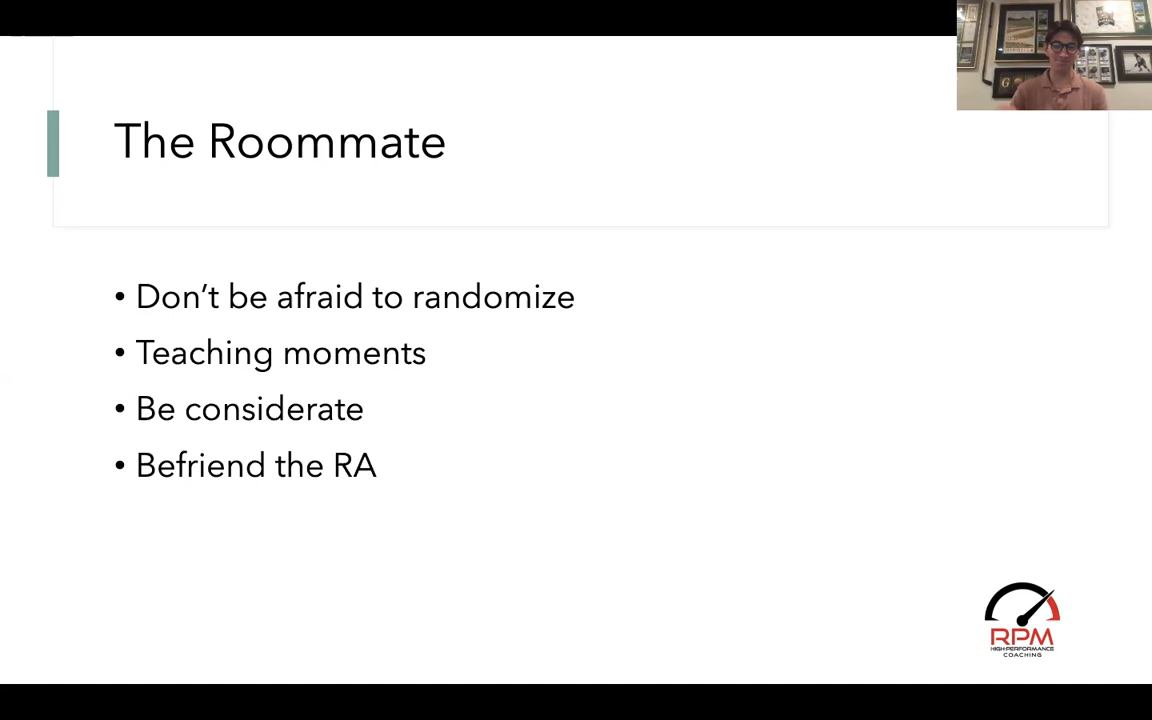 The Roommate
• Don’t be afraid to randomize
• Teaching moments
• Be considerate
• Befriend the RA
RPM
HIGH-PERFORMANCE
COACHING